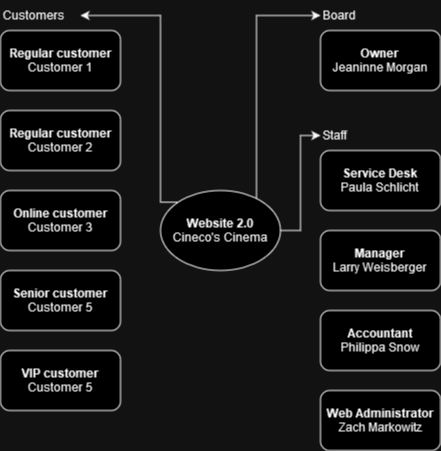 Customers
Regular customer
Customer 1
Regular customer
Customer 2
Online customer
Customer 3
Senior customer
Customer 5
VIP customer
Customer 5
Website 2.0
Cineco's Cinema
Board
Owner
Jeaninne Morgan
Staff
Service Desk
Paula Schlicht
Manager
Larry Weisberger
Accountant
Philippa Snow
Web Administrator
Zach Markowitz